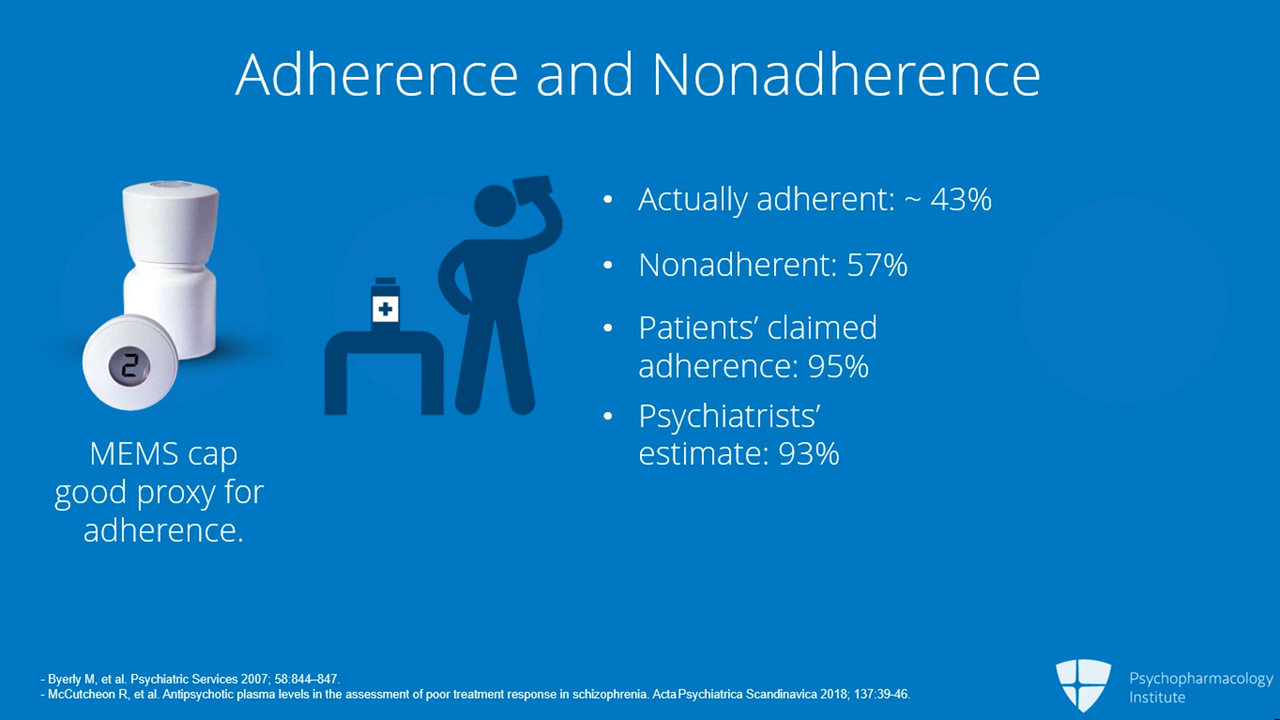 Adherence and Nonadherence
2
MEMS cap
good proxy for
adherence.
• Actually adherent: ~ 43%
• Nonadherent: 57%
• Patients’ claimed
adherence: 95%
• Psychiatrists’
estimate: 93%
- Byerly M, et al. Psychiatric Services 2007; 58:844–847.
- McCutcheon R, et al. Antipsychotic plasma levels in the assessment of poor treatment response in schizophrenia. Acta Psychiatrica Scandinavica 2018; 137:39-46.
Psychopharmacology
Institute